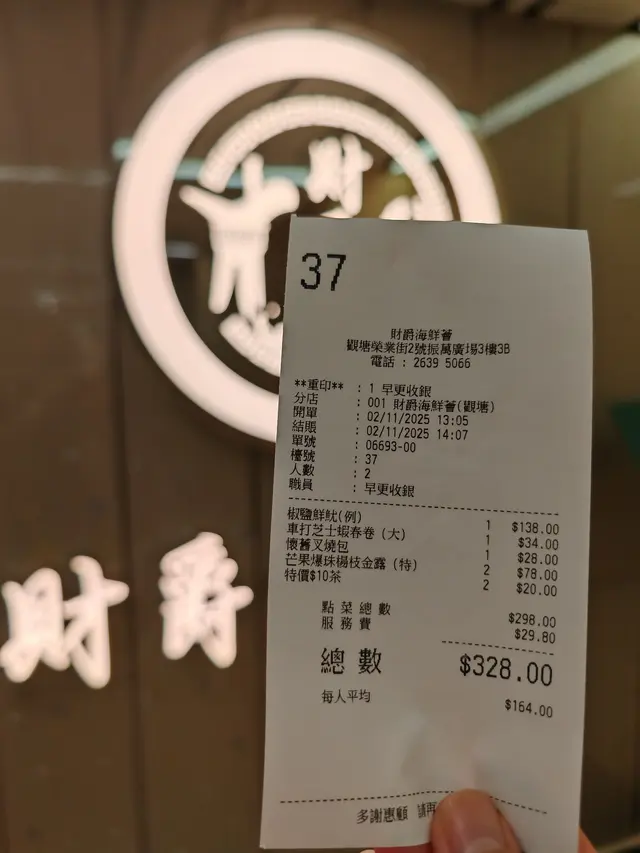 財
財爵
37
財爵海鮮薈
觀塘榮業街2號振萬廣場3樓3B
電話 : 2639 5066
**重印** : 1 早更收銀
分店 : 001 財爵海鮮薈(觀塘)
開單 : 02/11/2025 13:05
結賬 : 02/11/2025 14:07
單號 : 06693-00
檯號 : 37
人數 : 2
職員 : 早更收銀
椒鹽鮮魷(例) 1 $138.00
車打芝士蝦春卷(大) 1 $34.00
懷舊叉燒包 1 $28.00
芒果爆珠楊枝金露(特) 2 $78.00
特價$10茶 2 $20.00
點菜總數 $298.00
服務費 $29.80
總數 $328.00
每人平均 $164.00
多謝惠顧 請再